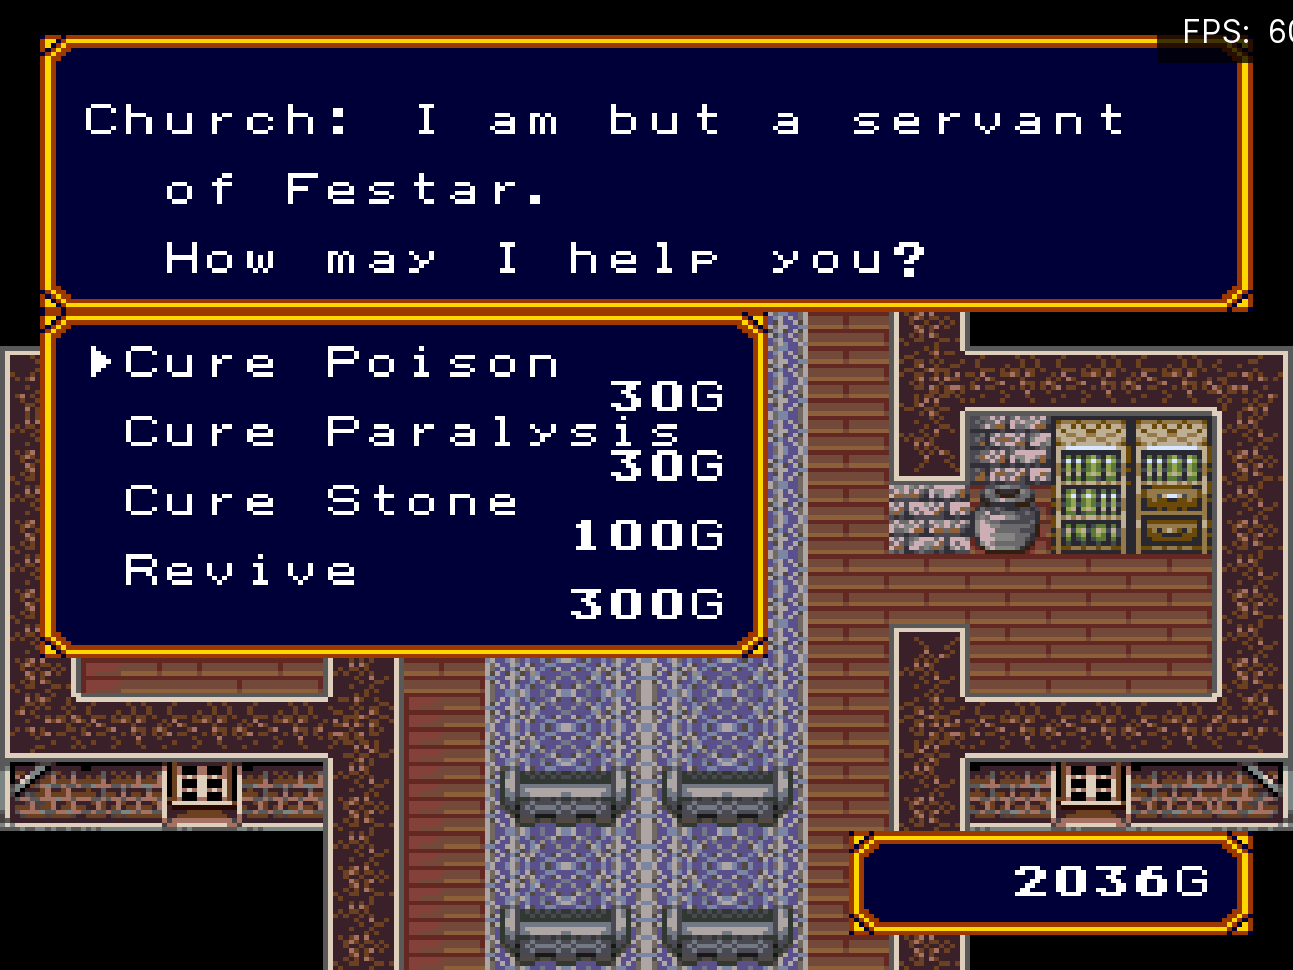 FPS: 60
Church: I am but a servant
of Festar.
How may I help you?
Cure Poison
30G
Cure Paralysis
30G
Cure Stone
100G
Revive
300G
2036G